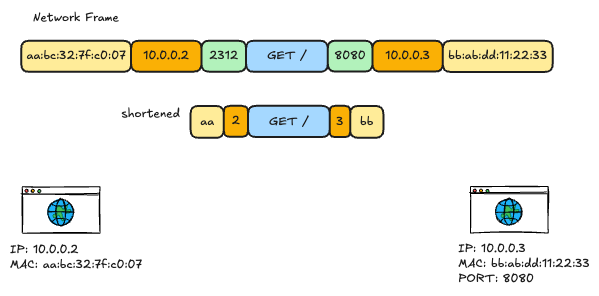 Network Frame
aa:bc:32:7f:c0:07 10.0.0.2 2312 GET / 8080 10.0.0.3 bb:ab:dd:11:22:33
shortened
aa 2 GET / 3 bb
IP: 10.0.0.2
MAC: aa:bc:32:7f:c0:07
IP: 10.0.0.3
MAC: bb:ab:dd:11:22:33
PORT: 8080